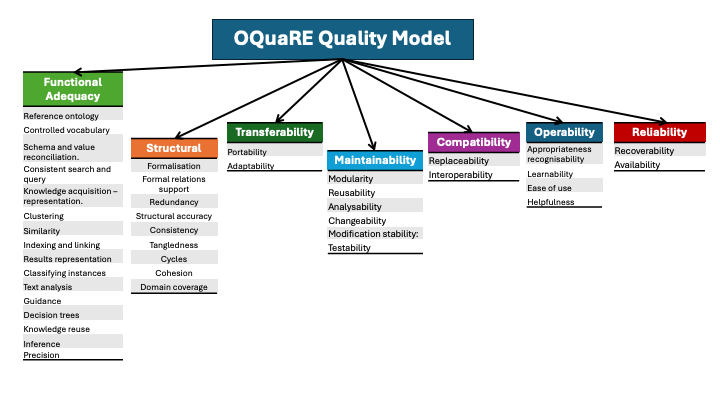 OQuaRE Quality Model
Functional
Adequacy
Reference ontology
Controlled vocabulary
Schema and value
reconciliation.
Consistent search and
query
Knowledge acquisition –
representation.
Clustering
Similarity
Indexing and linking
Results representation
Classifying instances
Text analysis
Guidance
Decision trees
Knowledge reuse
Inference
Precision
Structural
Formalisation
Formal relations
support
Redundancy
Structural accuracy
Consistency
Tangledness
Cycles
Cohesion
Domain coverage
Transferability
Portability
Adaptability
Maintainability
Modularity
Reusability
Analysability
Changeability
Modification stability:
Testability
Compatibility
Replaceability
Interoperability
Operability
Appropriateness
recognisability
Learnability
Ease of use
Helpfulness
Reliability
Recoverability
Availability